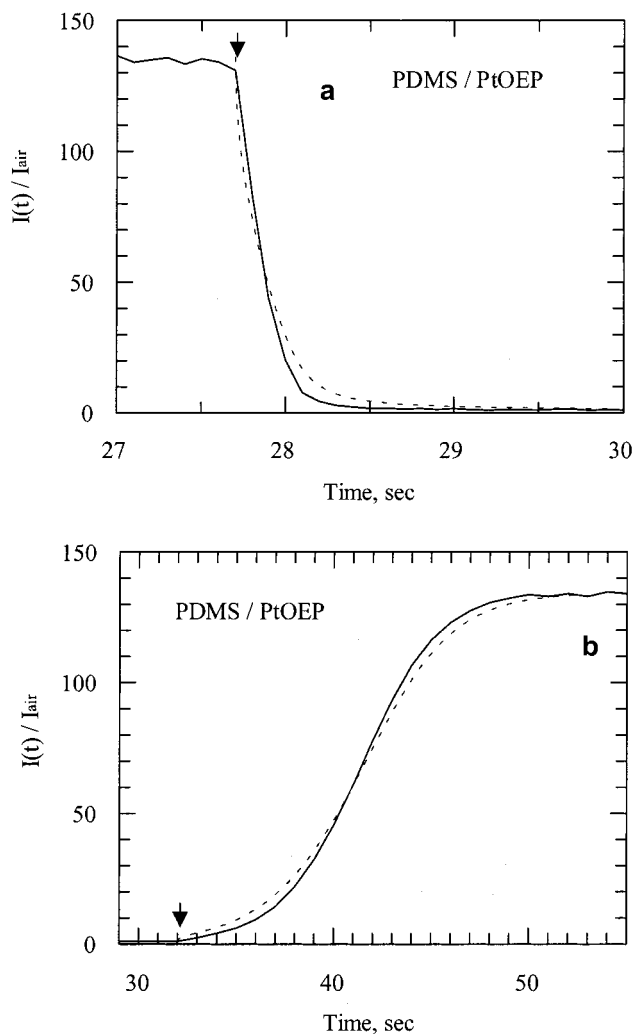 150
a
PDMS / PtOEP
100
I(t) / Iair
50
0
27
28
29
30
Time, sec
150
PDMS / PtOEP
b
100
I(t) / Iair
50
0
30
40
50
Time, sec